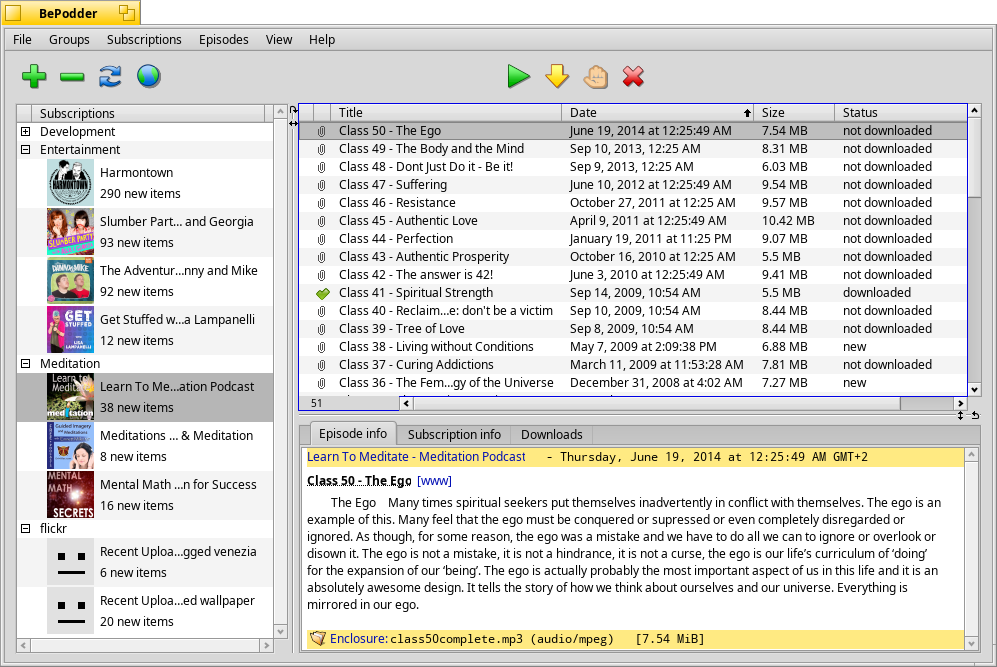 BePodder
File Groups Subscriptions Episodes View Help
Subscriptions
Development
Entertainment
HARMONTOWN
Harmontown
290 new items
SLUMBER PARTY
Slumber Part... and Georgia
93 new items
DANNY AND MIKE
The Adventur...nny and Mike
92 new items
GET STUFFED
WITH LISA LAMPANELLI
Get Stuffed w...a Lampanelli
12 new items
Meditation
Learn to Meditate
meditation
Learn To Me...ation Podcast
38 new items
Guided Imagery and Meditations
Meditations ... & Meditation
8 new items
MENTAL MATH SECRETS
Mental Math ...n for Success
16 new items
flickr
Recent Uploa...gged venezia
6 new items
Recent Uploa...ed wallpaper
20 new items
Title Date Size Status
Class 50 - The Ego June 19, 2014 at 12:25:49 AM 7.54 MB not downloaded
Class 49 - The Body and the Mind Sep 10, 2013, 12:25 AM 8.31 MB not downloaded
Class 48 - Dont Just Do it - Be it! Sep 9, 2013, 12:25 AM 6.03 MB not downloaded
Class 47 - Suffering June 10, 2012 at 12:25:49 AM 9.54 MB not downloaded
Class 46 - Resistance October 27, 2011 at 12:25 AM 9.57 MB not downloaded
Class 45 - Authentic Love April 9, 2011 at 12:25:49 AM 10.42 MB not downloaded
Class 44 - Perfection January 19, 2011 at 11:25 PM 9.07 MB not downloaded
Class 43 - Authentic Prosperity October 16, 2010 at 12:25 AM 5.5 MB not downloaded
Class 42 - The answer is 42! June 3, 2010 at 12:25:49 AM 9.41 MB not downloaded
Class 41 - Spiritual Strength Sep 14, 2009, 10:54 AM 5.5 MB downloaded
Class 40 - Reclaim...e: don't be a victim Sep 10, 2009, 10:54 AM 8.44 MB not downloaded
Class 39 - Tree of Love Sep 8, 2009, 10:54 AM 8.44 MB not downloaded
Class 38 - Living without Conditions May 7, 2009 at 2:09:38 PM 6.88 MB new
Class 37 - Curing Addictions March 11, 2009 at 11:53:28 AM 7.81 MB not downloaded
Class 36 - The Fem...gy of the Universe December 31, 2008 at 4:02 AM 7.27 MB new
51
Episode info Subscription info Downloads
Learn To Meditate - Meditation Podcast - Thursday, June 19, 2014 at 12:25:49 AM GMT+2
Class 50 - The Ego [www]
The Ego Many times spiritual seekers put themselves inadvertently in conflict with themselves. The ego is an
example of this. Many feel that the ego must be conquered or supressed or even completely disregarded or
ignored. As though, for some reason, the ego was a mistake and we have to do all we can to ignore or overlook or
disown it. The ego is not a mistake, it is not a hindrance, it is not a curse, the ego is our life's curriculum of 'doing'
for the expansion of our 'being'. The ego is actually probably the most important aspect of us in this life and it is an
absolutely awesome design. It tells the story of how we think about ourselves and our universe. Everything is
mirrored in our ego.
Enclosure: class50complete.mp3 (audio/mpeg) [7.54 MiB]